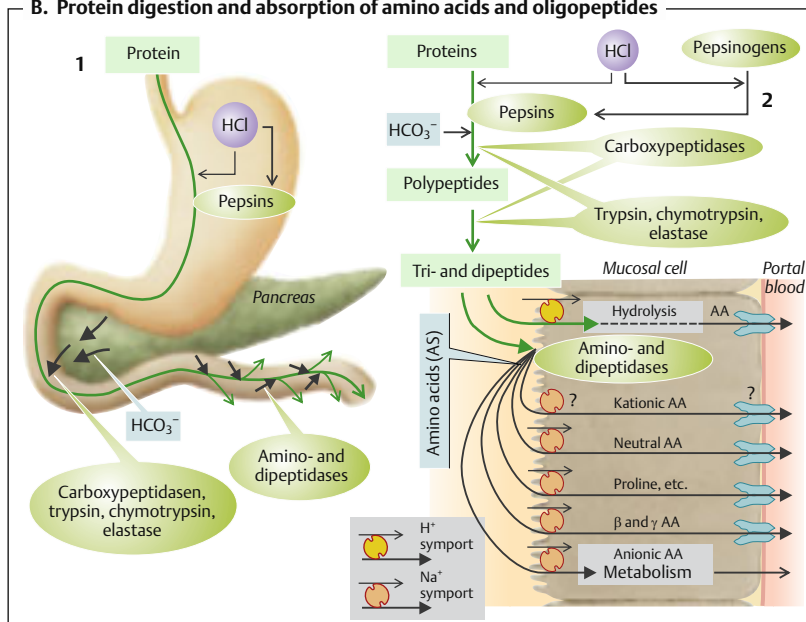 B. Protein digestion and absorption of amino acids and oligopeptides
1
Protein
HCl
Pepsins
Pancreas
HCO₃⁻
Amino- and
dipeptidases
Carboxypeptidasen,
trypsin, chymotrypsin,
elastase
Proteins
HCl
Pepsinogens
2
Pepsins
HCO₃⁻
Carboxypeptidases
Polypeptides
Trypsin, chymotrypsin,
elastase
Tri- and dipeptides
Mucosal cell
Portal
blood
Hydrolysis
AA
Amino acids (AS)
Amino- and
dipeptidases
?
Kationic AA
?
Neutral AA
Proline, etc.
β and γ AA
Anionic AA
Metabolism
H⁺
symport
Na⁺
symport